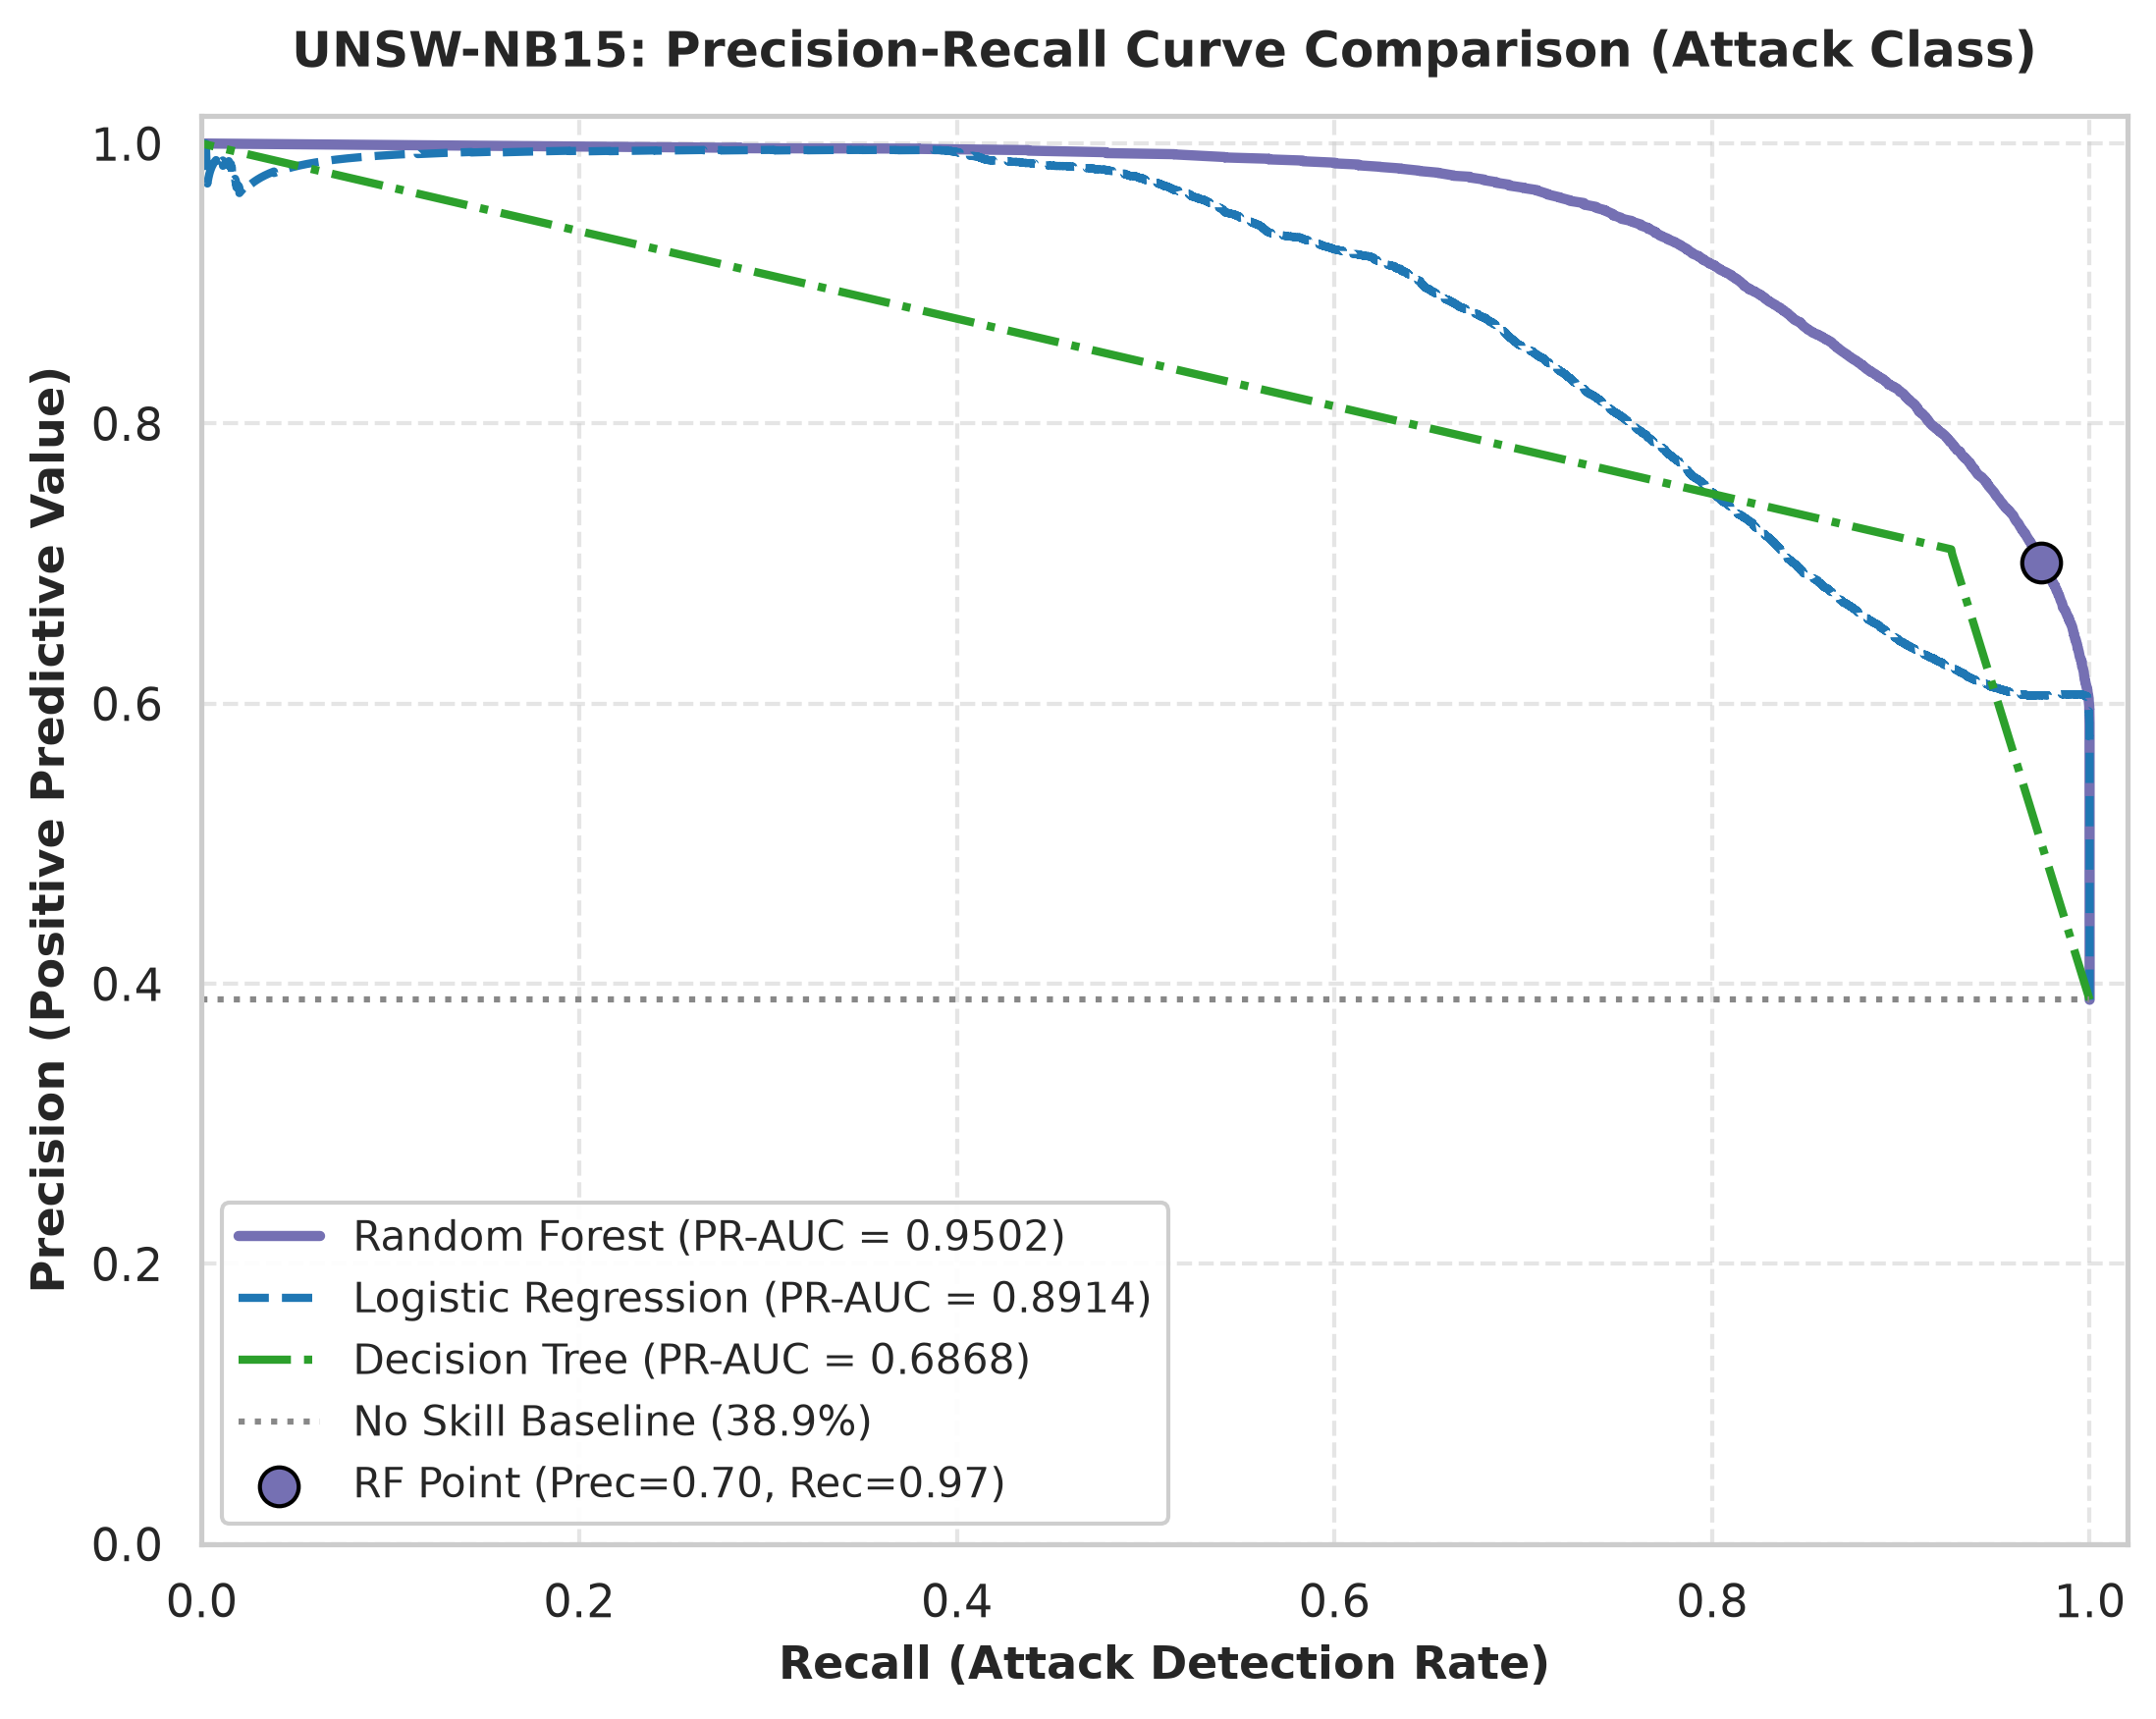 UNSW-NB15: Precision-Recall Curve Comparison (Attack Class)
Precision (Positive Predictive Value)
1.0
0.8
0.6
0.4
0.2
0.0
Random Forest (PR-AUC = 0.9502)
Logistic Regression (PR-AUC = 0.8914)
Decision Tree (PR-AUC = 0.6868)
No Skill Baseline (38.9%)
RF Point (Prec=0.70, Rec=0.97)
0.0 0.2 0.4 0.6 0.8 1.0
Recall (Attack Detection Rate)